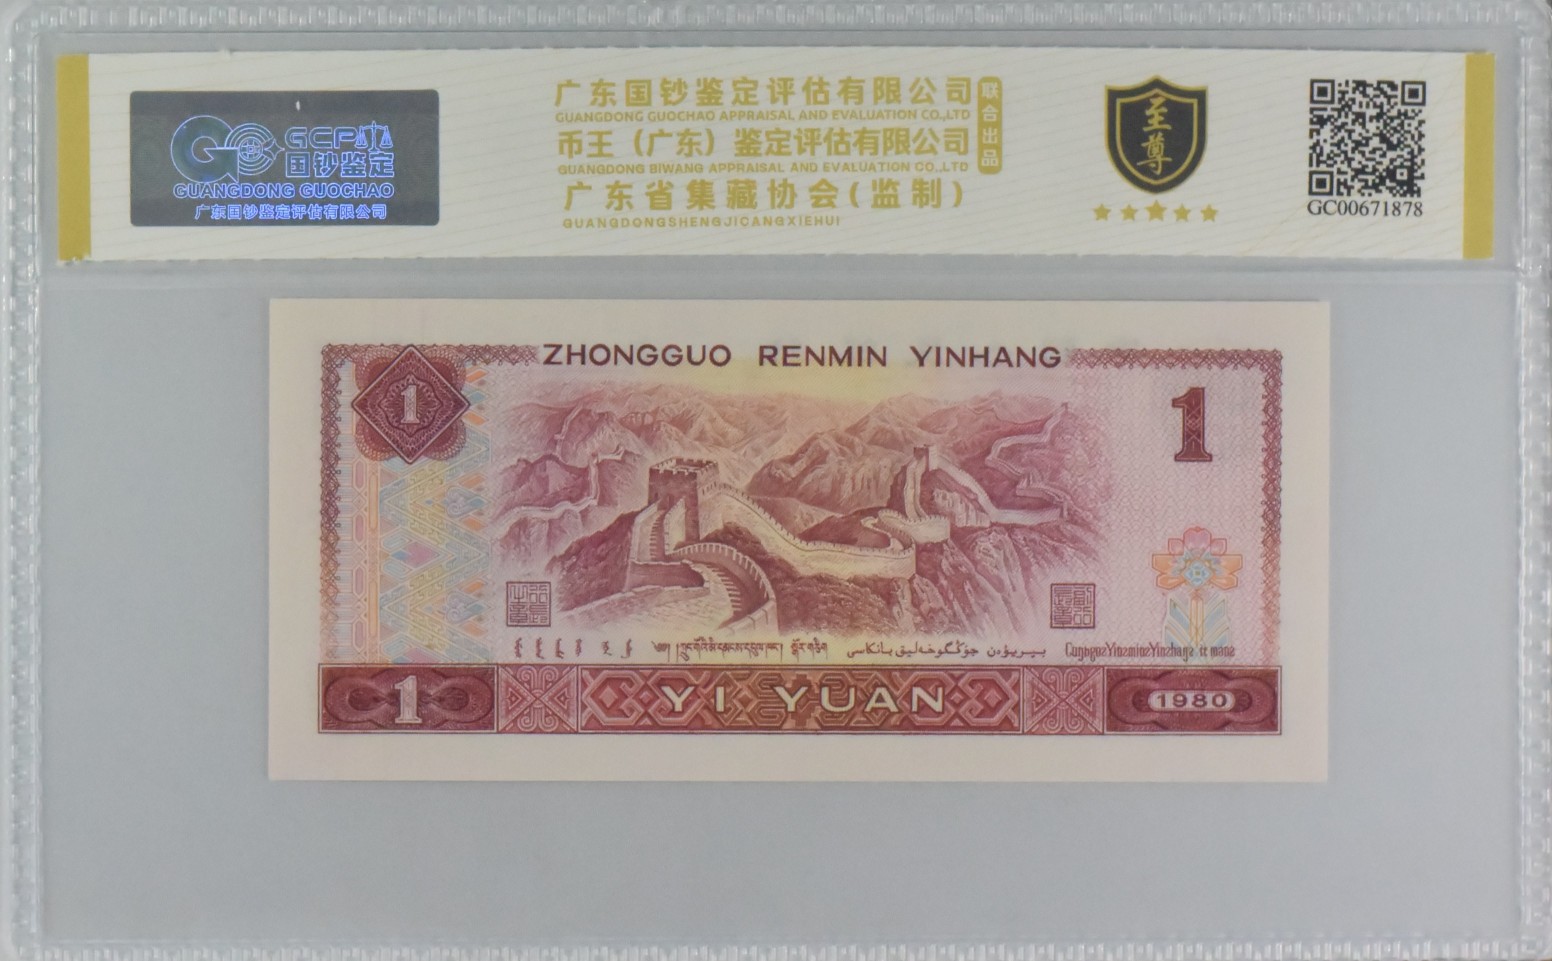 GCP
国钞鉴定
GUANGDONG GUOCHAO
广东国钞鉴定评估有限公司
广东国钞鉴定评估有限公司
GUANGDONG GUOCHAO APPRAISAL AND EVALUATION CO.,LTD
币王（广东）鉴定评估有限公司
GUANGDONG BIWANG APPRAISAL AND EVALUATION CO.,LTD
广东省集藏协会(监制)
GUANGDONGSHENGJICANGXIEHUI
联合出品
至尊
GC00671878
ZHONGGUO RENMIN YINHANG
1
1
1
YI YUAN
1980